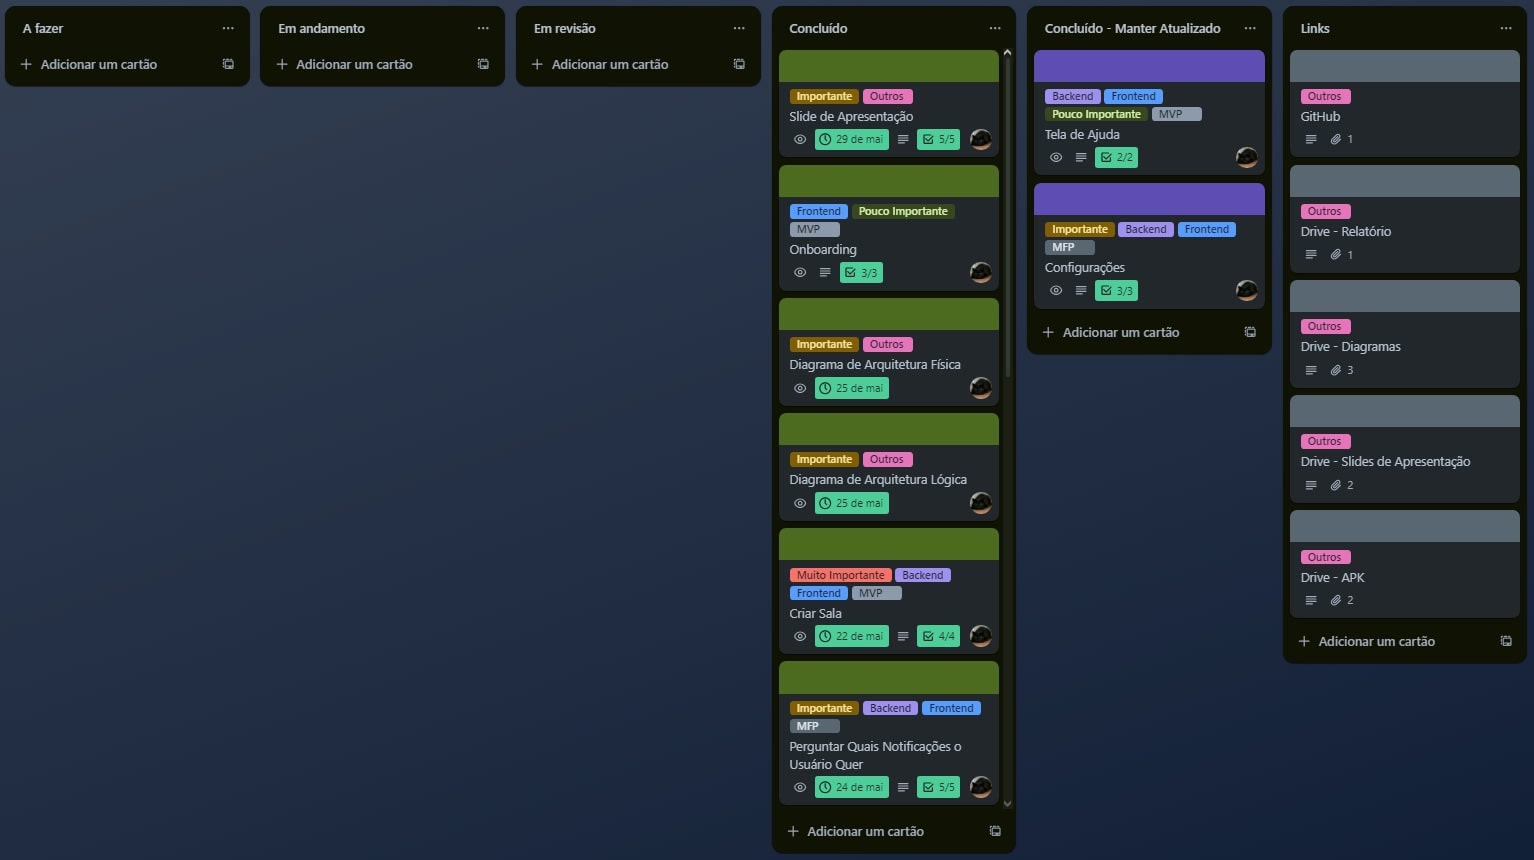 A fazer
Adicionar um cartão
Em andamento
Adicionar um cartão
Em revisão
Adicionar um cartão
Concluído
Importante Outros
Slide de Apresentação
29 de mai 5/5
Frontend Pouco Importante
MVP
Onboarding
3/3
Importante Outros
Diagrama de Arquitetura Física
25 de mai
Importante Outros
Diagrama de Arquitetura Lógica
25 de mai
Muito Importante Backend
Frontend MVP
Criar Sala
22 de mai 4/4
Importante Backend Frontend
MFP
Perguntar Quais Notificações o
Usuário Quer
24 de mai 5/5
Adicionar um cartão
Concluído - Manter Atualizado
Backend Frontend
Pouco Importante MVP
Tela de Ajuda
2/2
Importante Backend Frontend
MFP
Configurações
3/3
Adicionar um cartão
Links
Outros
GitHub
1
Outros
Drive - Relatório
1
Outros
Drive - Diagramas
3
Outros
Drive - Slides de Apresentação
2
Outros
Drive - APK
2
Adicionar um cartão